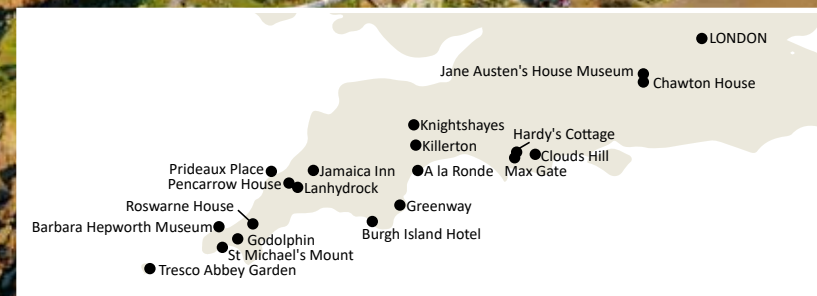 LONDON
Jane Austen's House Museum
Chawton House
Knightshayes
Hardy's Cottage
Killerton
Clouds Hill
Prideaux Place
Jamaica Inn
A la Ronde
Max Gate
Pencarrow House
Lanhydrock
Roswarne House
Greenway
Barbara Hepworth Museum
Burgh Island Hotel
Godolphin
St Michael's Mount
Tresco Abbey Garden